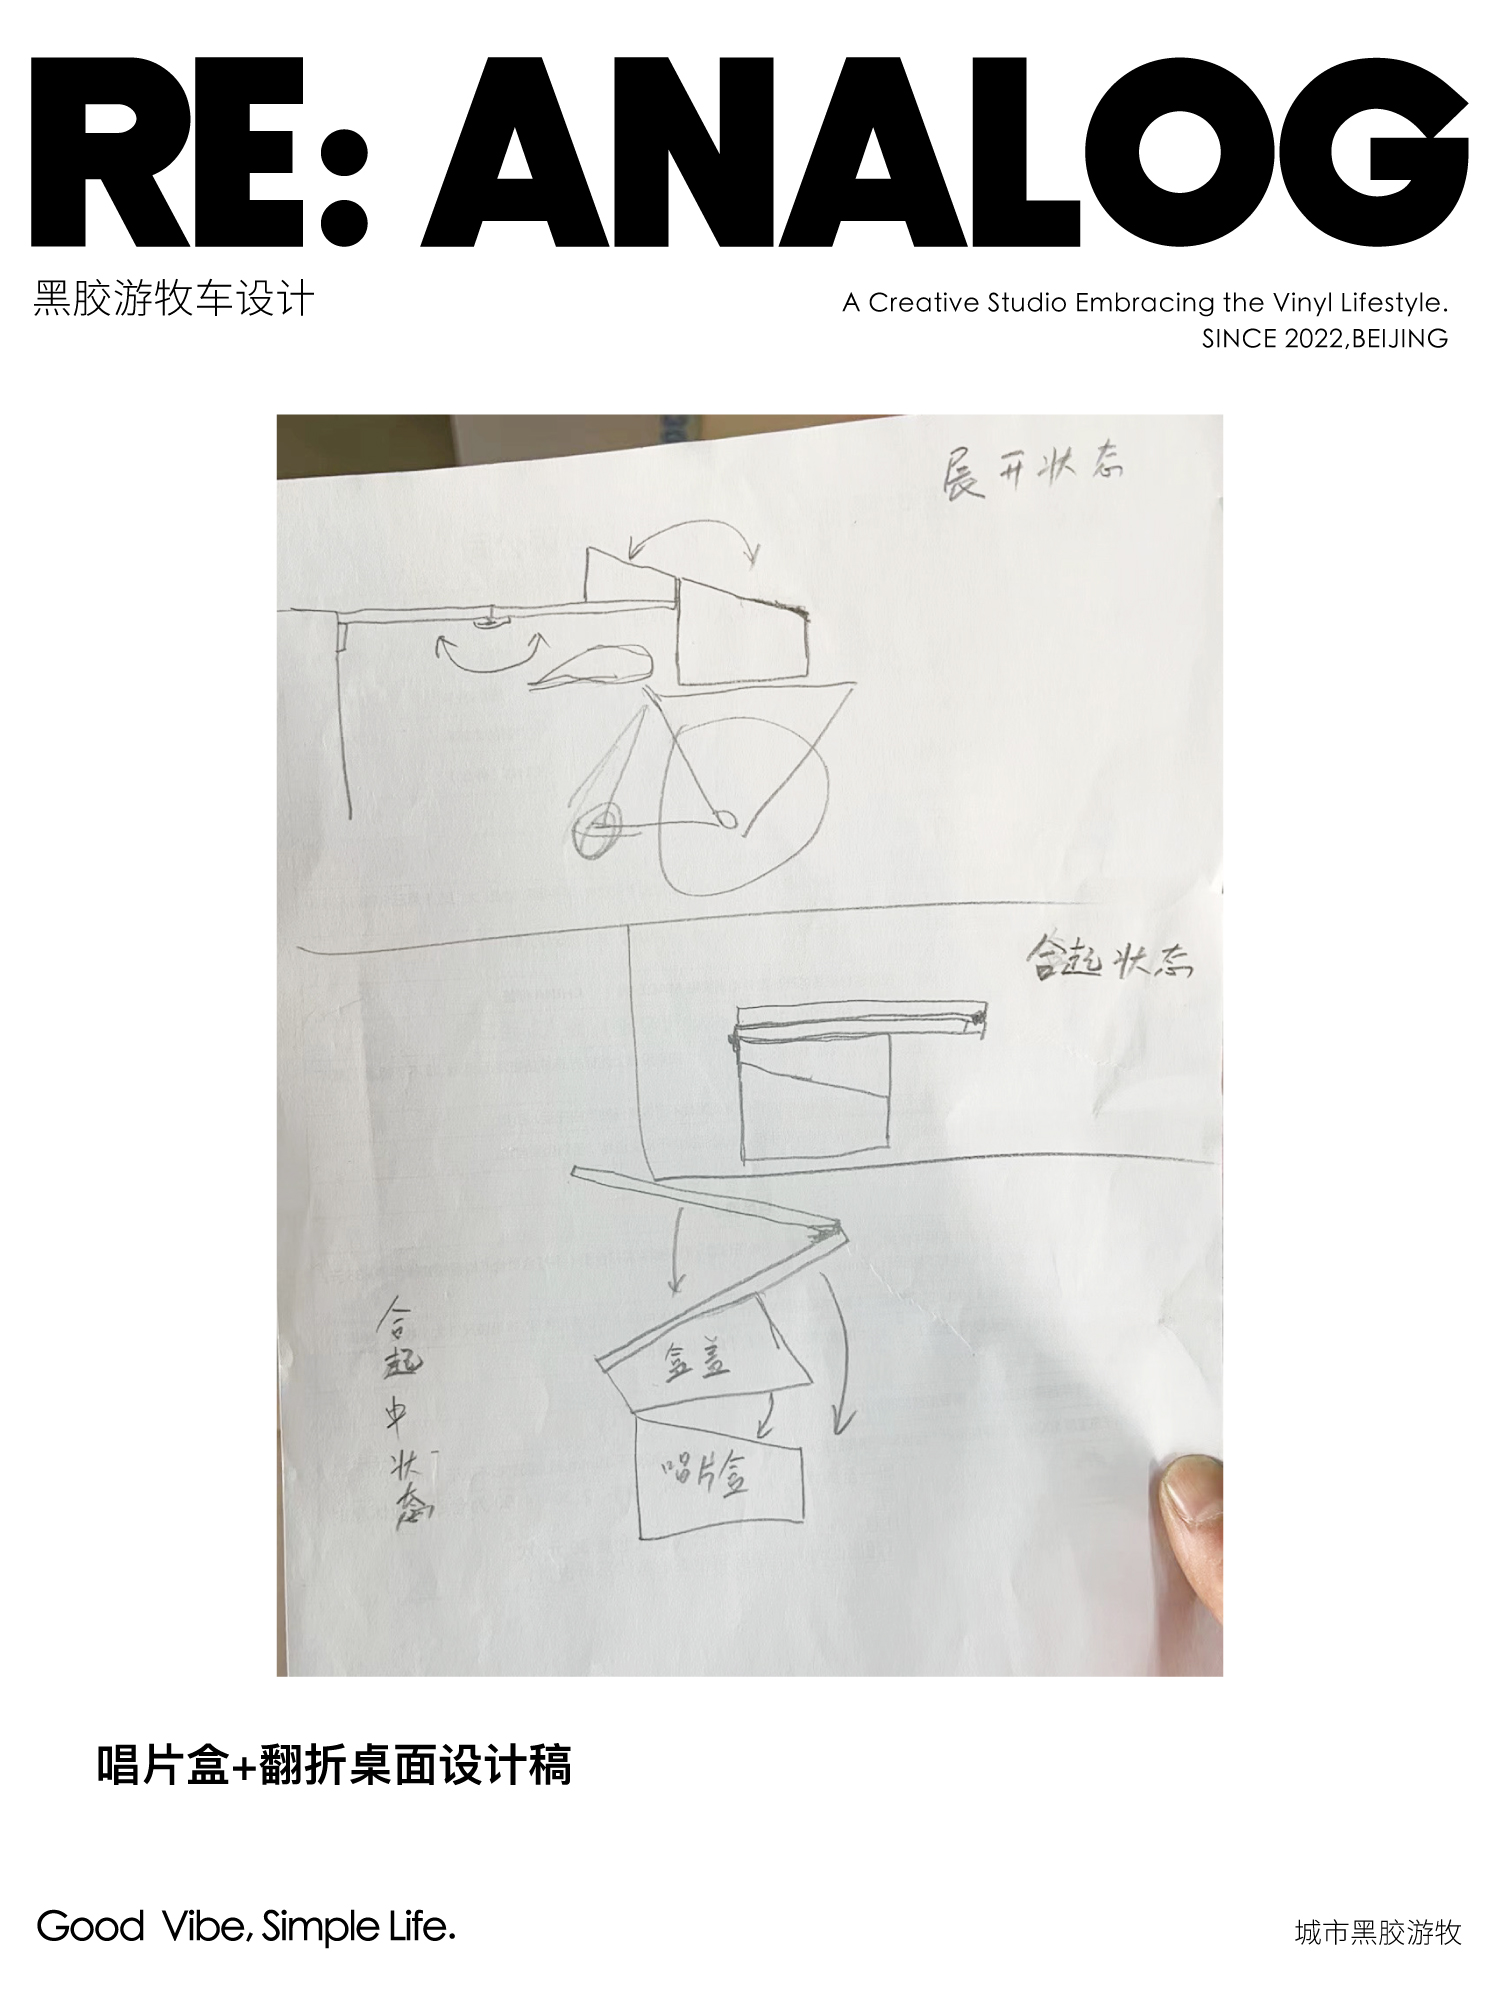 RE: ANALOG
黑胶游牧车设计
A Creative Studio Embracing the Vinyl Lifestyle.
SINCE 2022,BEIJING
展开状态
合起状态
合起中状态
盒盖
唱片盒
唱片盒+翻折桌面设计稿
Good Vibe, Simple Life.
城市黑胶游牧